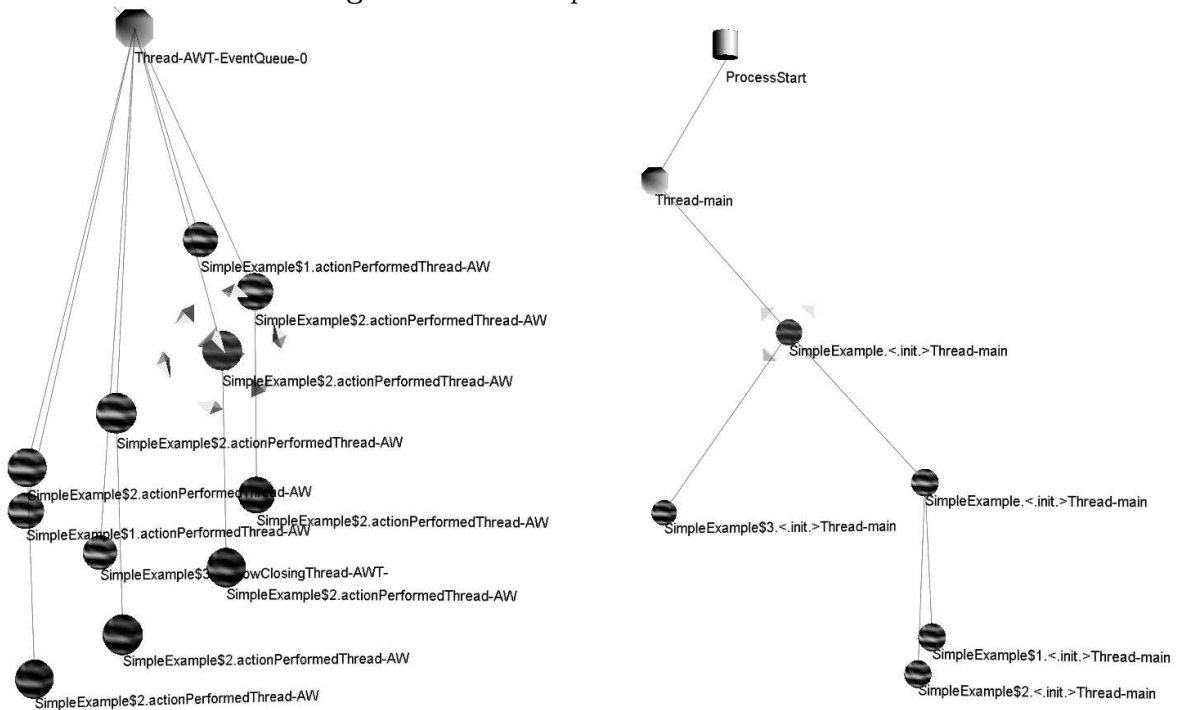 Thread-AWT-EventQueue-0
SimpleExample$1.actionPerformedThread-AW
SimpleExample$2.actionPerformedThread-AW
SimpleExample$2.actionPerformedThread-AW
SimpleExample$2.actionPerformedThread-AW
SimpleExample$2.actionPerformedThread-AW
SimpleExample$2.actionPerformedThread-AW
SimpleExample$1.actionPerformedThread-AW
SimpleExample$3 owClosingThread-AWT-
SimpleExample$2.actionPerformedThread-AW
SimpleExample$2.actionPerformedThread-AW
SimpleExample$2.actionPerformedThread-AW
ProcessStart
Thread-main
SimpleExample.<.init.>Thread-main
SimpleExample.<.init.>Thread-main
SimpleExample$3.<.init.>Thread-main
SimpleExample$1.<.init.>Thread-main
SimpleExample$2.<.init.>Thread-main